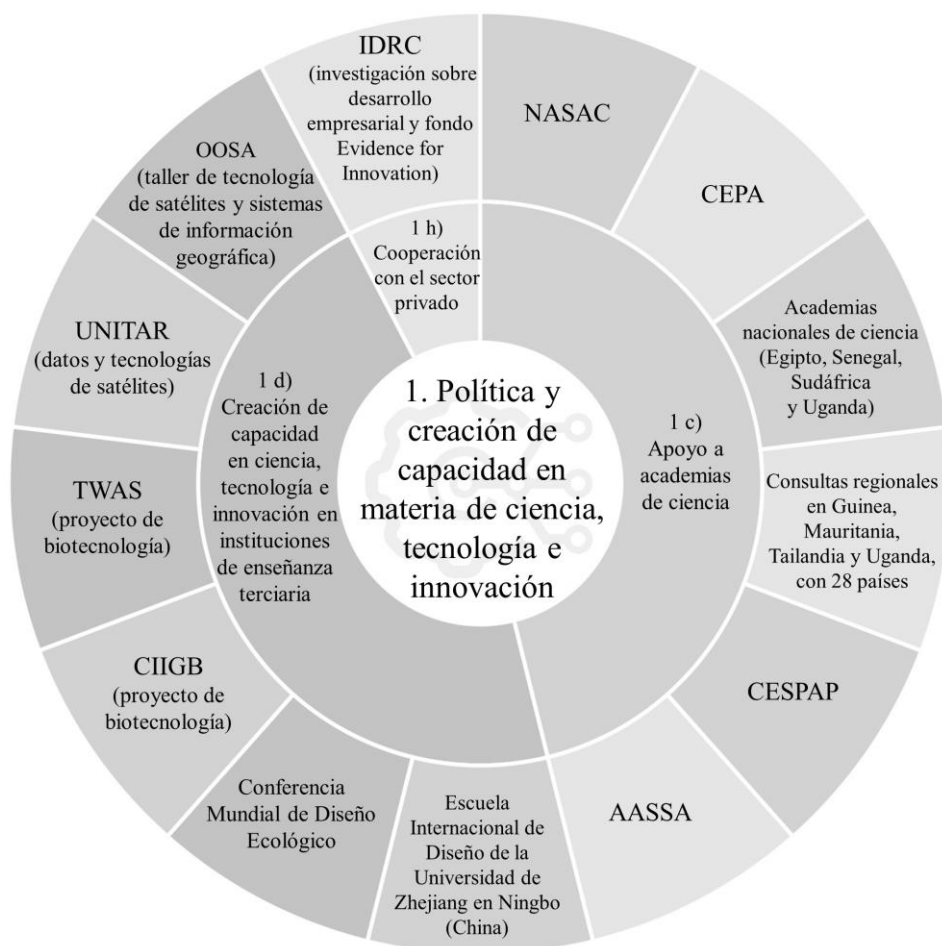 IDRC
(investigación sobre
desarrollo
empresarial y fondo
Evidence for
Innovation)
NASAC
CEPA
Academias
nacionales de ciencia
(Egipto, Senegal,
Sudáfrica
y Uganda)
Consultas regionales
en Guinea,
Mauritania,
Tailandia y Uganda,
con 28 países
CESPAP
AASSA
Escuela
Internacional de
Diseño de la
Universidad de
Zhejiang en Ningbo
(China)
Conferencia
Mundial de Diseño
Ecológico
CIIGB
(proyecto de
biotecnología)
TWAS
(proyecto de
biotecnología)
UNITAR
(datos y tecnologías
de satélites)
OOSA
(taller de tecnología
de satélites y sistemas
de información
geográfica)
1 h)
Cooperación
con el sector
privado
1 c)
Apoyo a
academias
de ciencia
1 d)
Creación de
capacidad
en ciencia,
tecnología e
innovación en
instituciones
de enseñanza
terciaria
1. Política y
creación de
capacidad en
materia de ciencia,
tecnología e
innovación